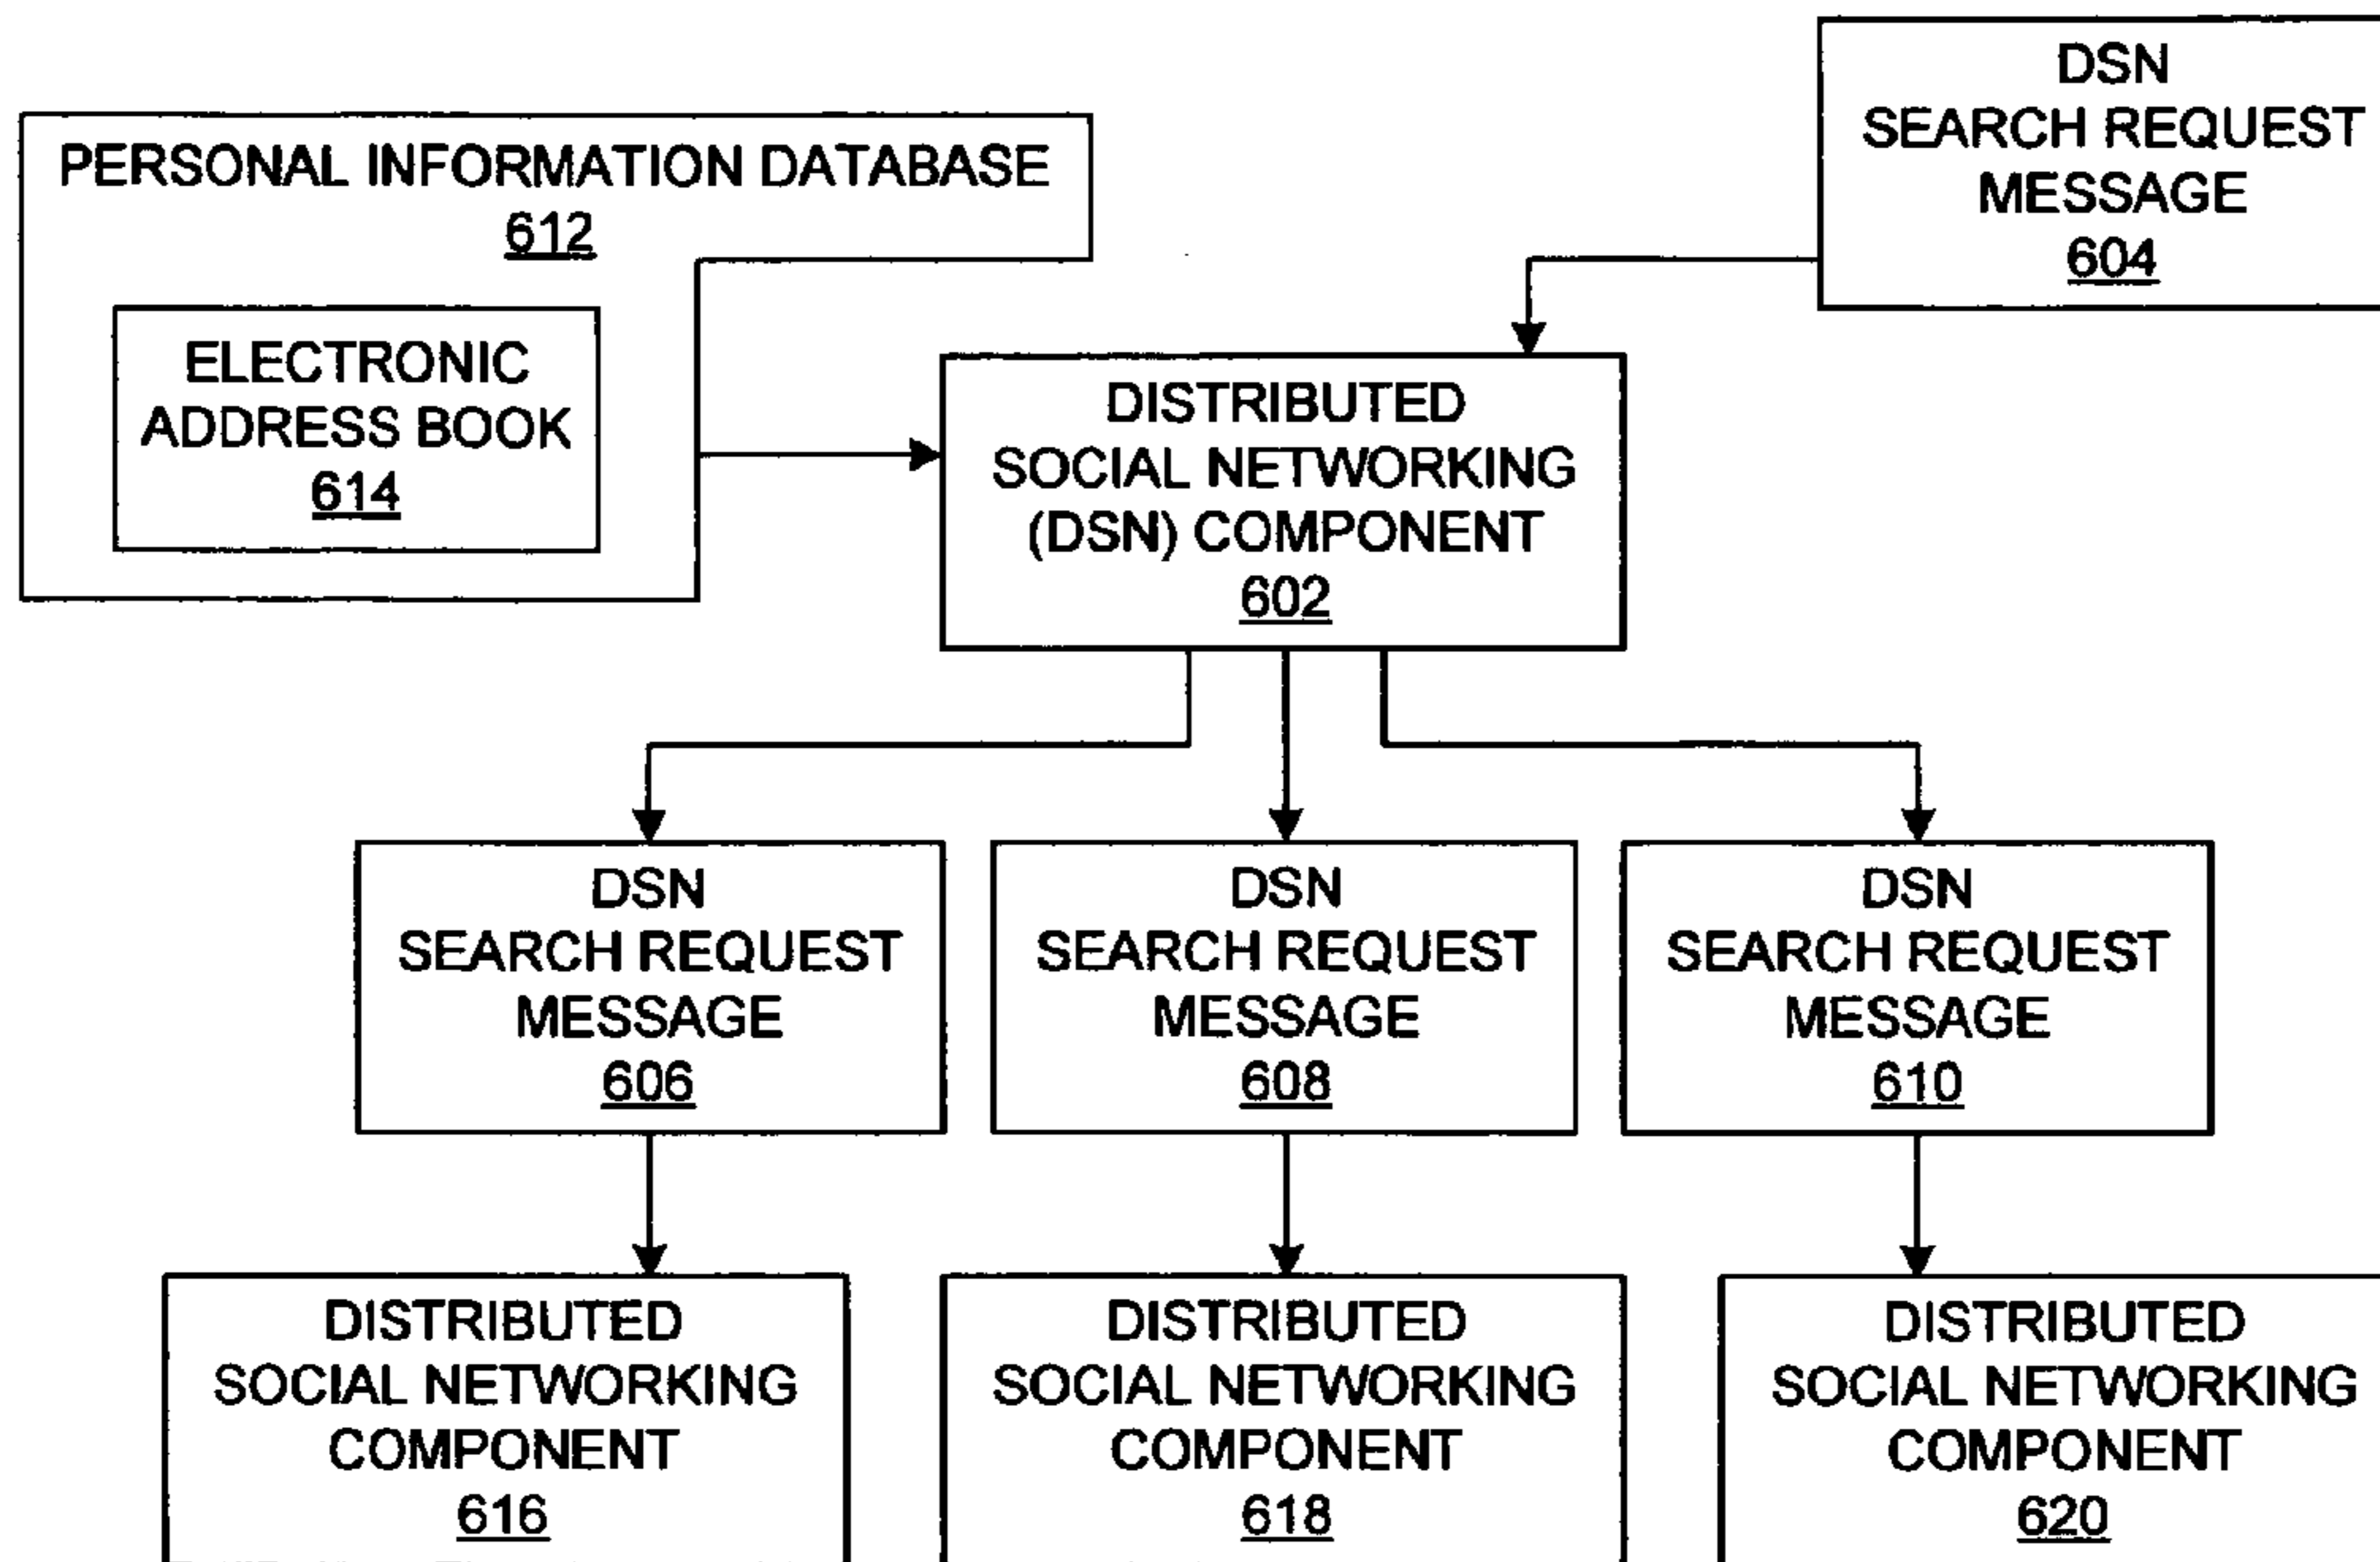 DSN
SEARCH REQUEST
MESSAGE
604
PERSONAL INFORMATION DATABASE
612
ELECTRONIC
ADDRESS BOOK
614
DISTRIBUTED
SOCIAL NETWORKING
(DSN) COMPONENT
602
DSN
SEARCH REQUEST
MESSAGE
606
DSN
SEARCH REQUEST
MESSAGE
608
DSN
SEARCH REQUEST
MESSAGE
610
DISTRIBUTED
SOCIAL NETWORKING
COMPONENT
616
DISTRIBUTED
SOCIAL NETWORKING
COMPONENT
618
DISTRIBUTED
SOCIAL NETWORKING
COMPONENT
620